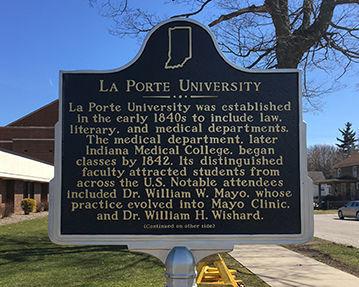 LA PORTE UNIVERSITY
La Porte University was established
in the early 1840s to include law,
literary, and medical departments.
The medical department, later
Indiana Medical College, began
classes by 1842. Its distinguished
faculty attracted students from
across the U.S. Notable attendees
included Dr. William W. Mayo, whose
practice evolved into Mayo Clinic,
and Dr. William H. Wishard.
(Continued on other side)